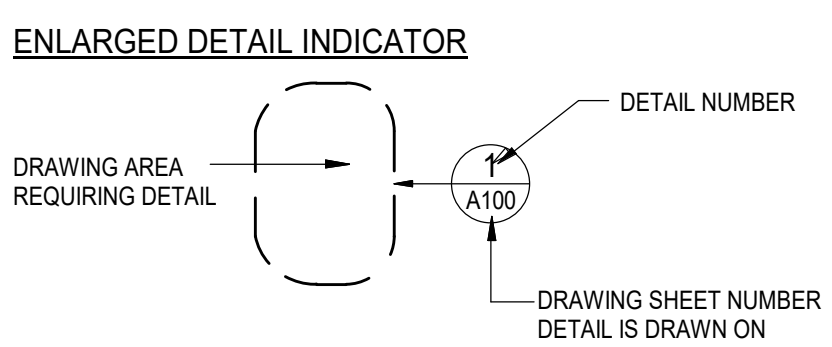 ENLARGED DETAIL INDICATOR
DETAIL NUMBER
1
DRAWING AREA
REQUIRING DETAIL
A100
DRAWING SHEET NUMBER
DETAIL IS DRAWN ON